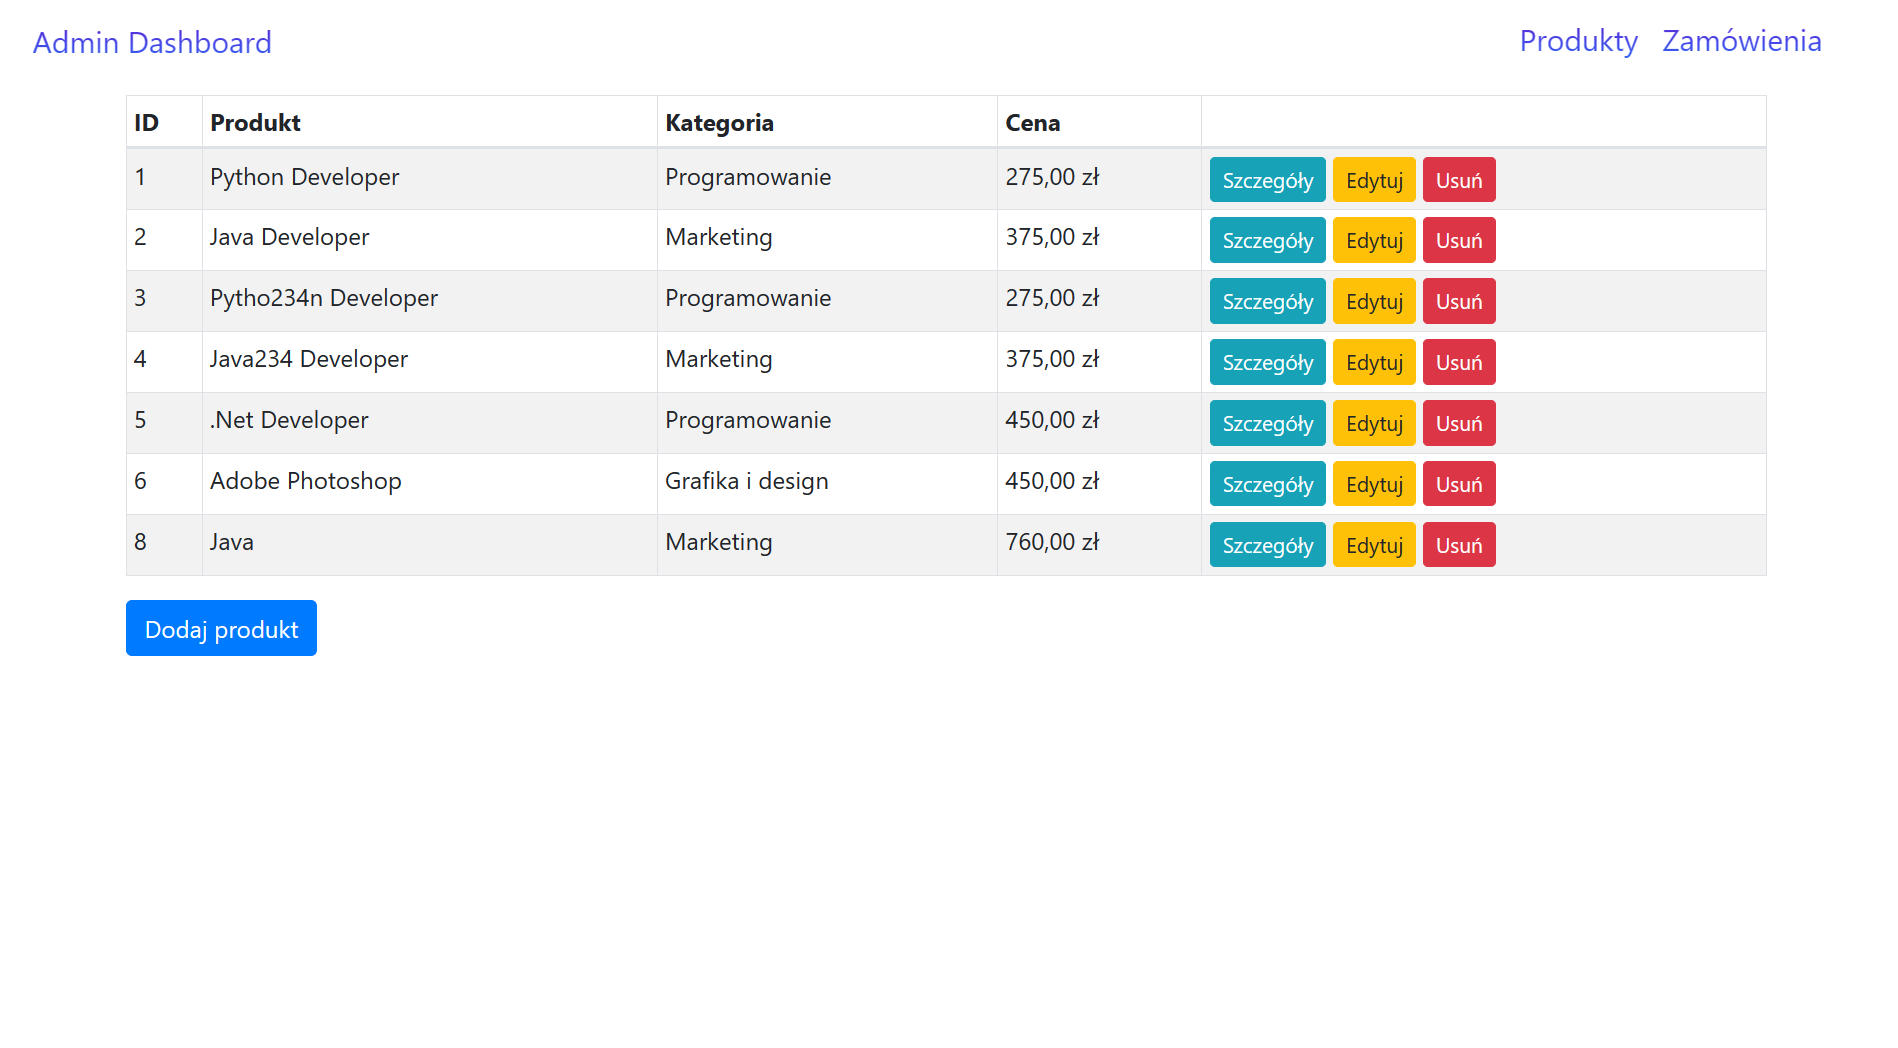 Admin Dashboard Produkty Zamówienia
ID Produkt Kategoria Cena
1 Python Developer Programowanie 275,00 zł Szczegóły Edytuj Usuń
2 Java Developer Marketing 375,00 zł Szczegóły Edytuj Usuń
3 Pytho234n Developer Programowanie 275,00 zł Szczegóły Edytuj Usuń
4 Java234 Developer Marketing 375,00 zł Szczegóły Edytuj Usuń
5 .Net Developer Programowanie 450,00 zł Szczegóły Edytuj Usuń
6 Adobe Photoshop Grafika i design 450,00 zł Szczegóły Edytuj Usuń
8 Java Marketing 760,00 zł Szczegóły Edytuj Usuń
Dodaj produkt